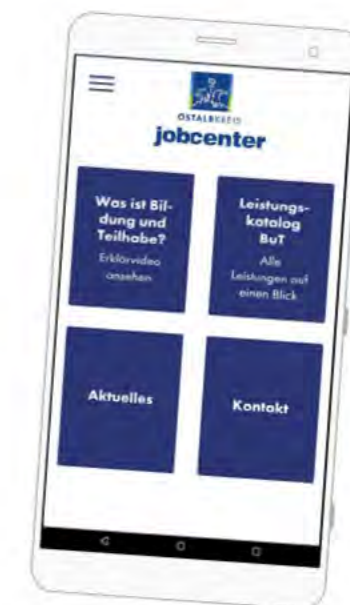 OSTALBKREIS
jobcenter
Was ist Bil-
dung und
Teilhabe?
Erklärvideo
ansehen
Leistungs-
katalog
BuT
Alle
Leistungen auf
einen Blick
Aktuelles
Kontakt